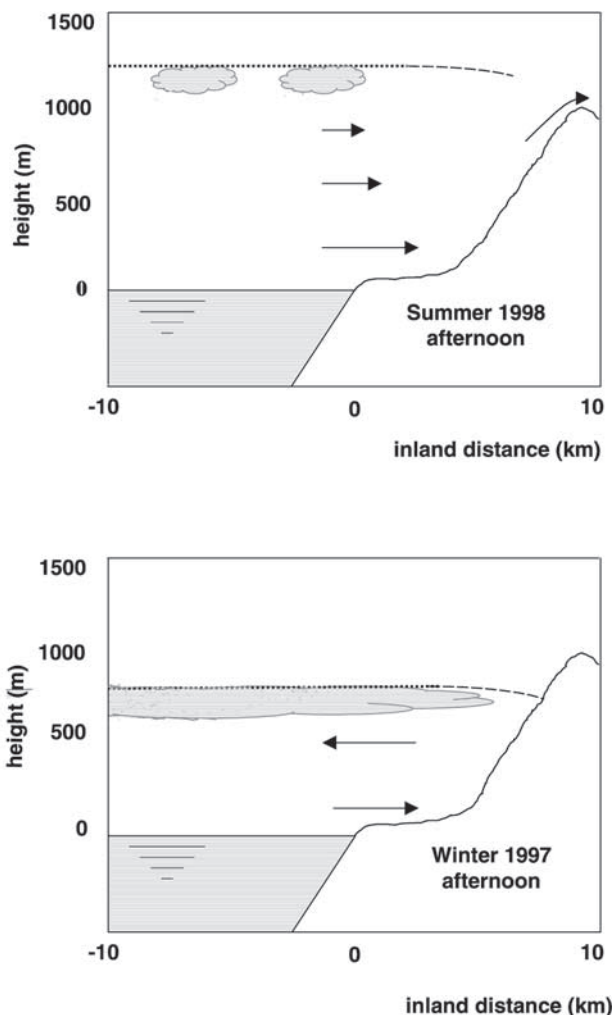 1500
1000
500
0
height (m)
Summer 1998
afternoon
-10 0 10
inland distance (km)
1500
1000
500
0
height (m)
Winter 1997
afternoon
-10 0 10
inland distance (km)